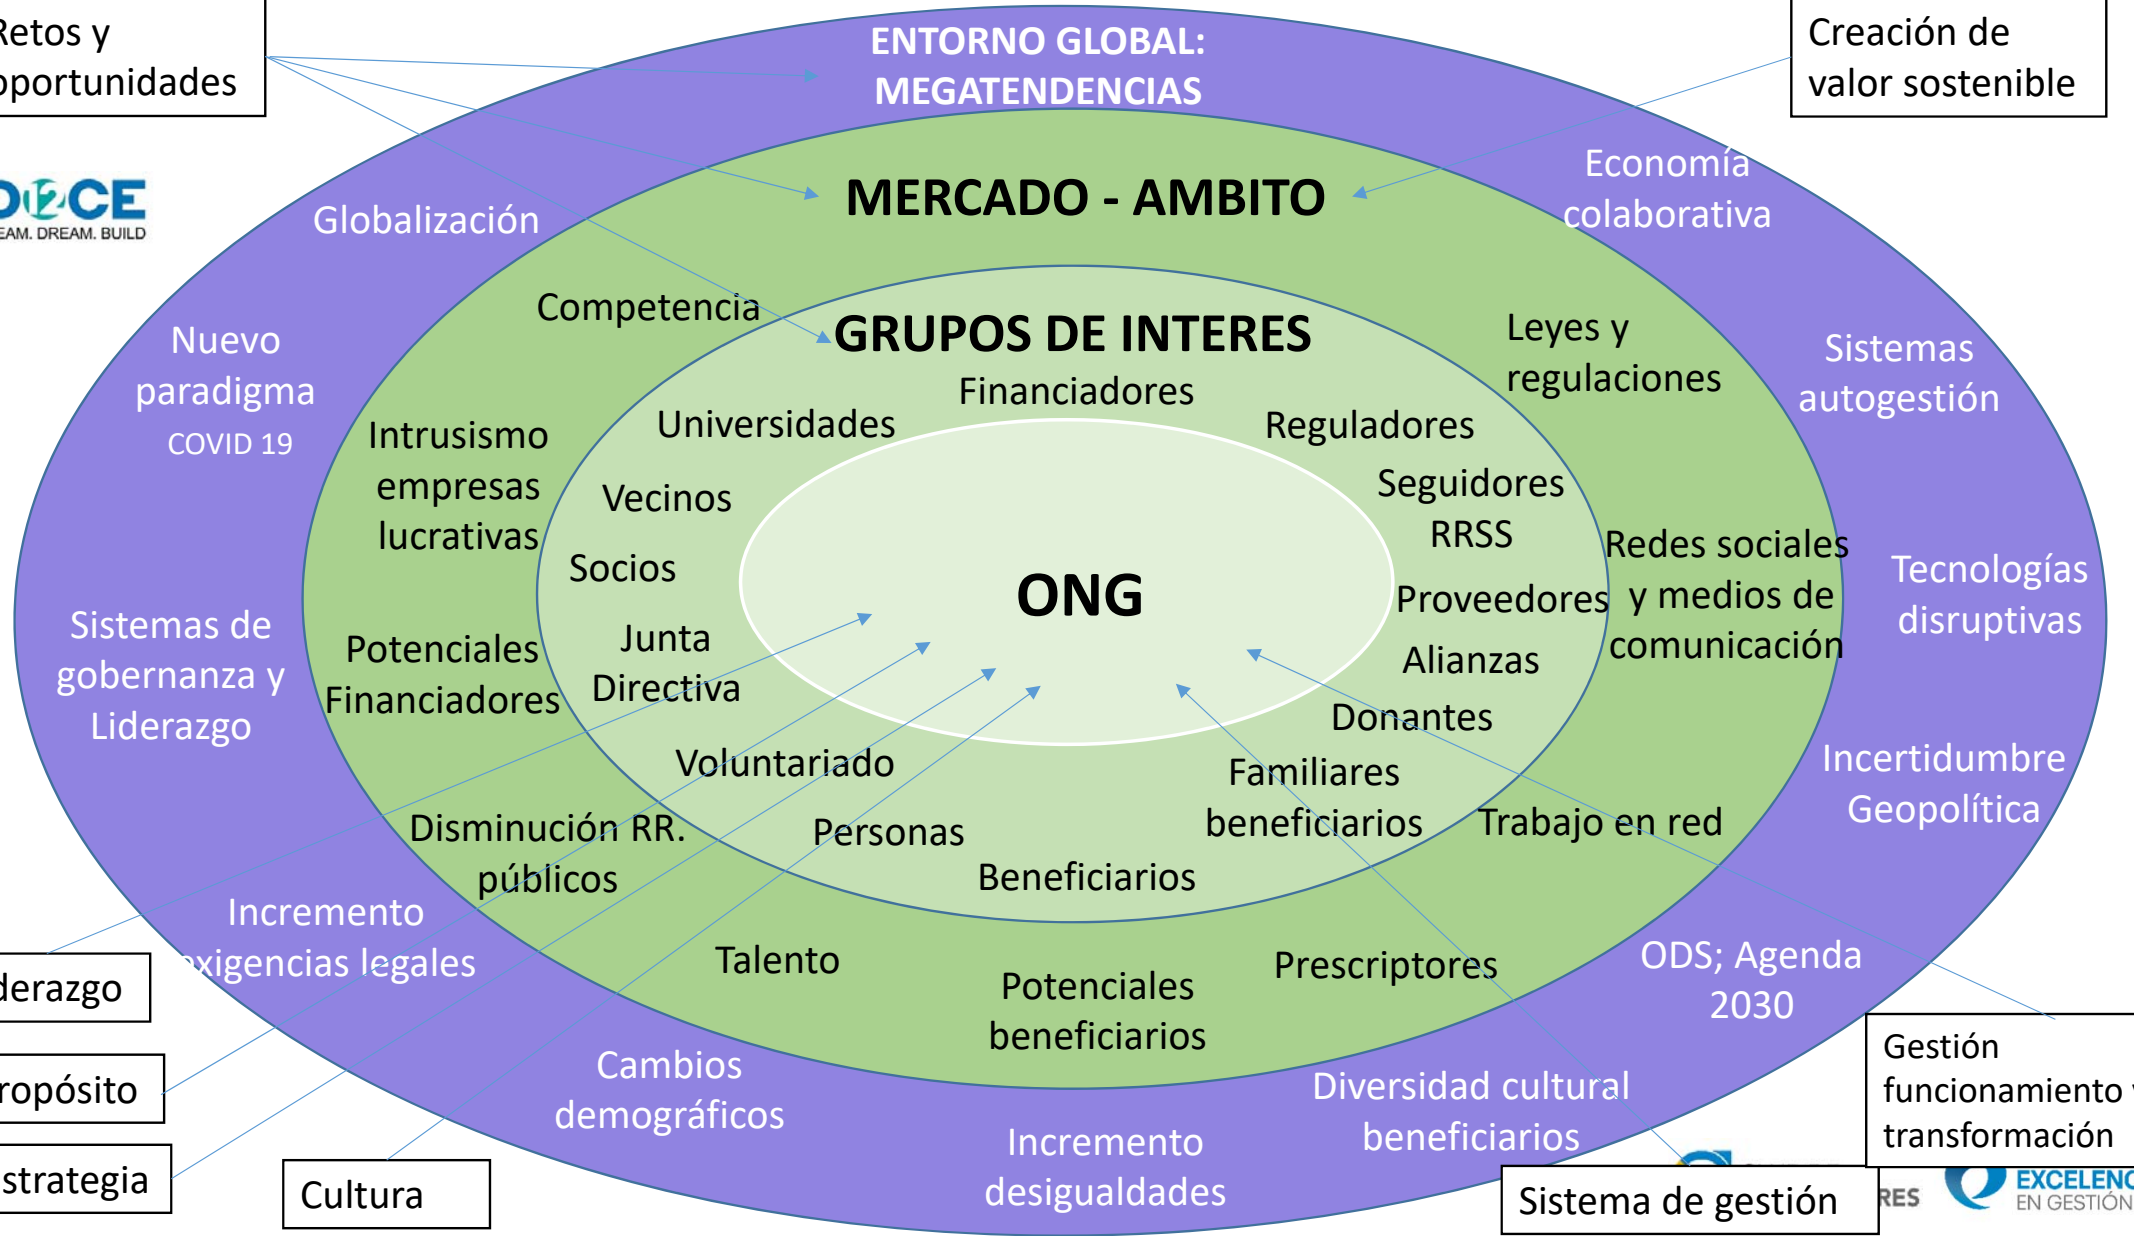 Retos y
oportunidades
ENTORNO GLOBAL:
MEGATENDENCIAS
Creación de
valor sostenible
MERCADO - AMBITO
Economía
colaborativa
Globalización
DREAM. BUILD
Competencia
GRUPOS DE INTERES
Leyes y
regulaciones
Nuevo
paradigma
COVID 19
Sistemas
autogestión
Financiadores
Universidades
Reguladores
Intrusismo
empresas
lucrativas
Vecinos
Seguidores
RRSS
Socios
ONG
Redes sociales
y medios de
comunicación
Tecnologías
disruptivas
Proveedores
Sistemas de
gobernanza y
Liderazgo
Potenciales
Financiadores
Junta
Directiva
Alianzas
Donantes
Voluntariado
Familiares
beneficiarios
Incertidumbre
Geopolítica
Disminución RR.
públicos
Personas
Beneficiarios
Trabajo en red
Incremento
exigencias legales
Talento
Potenciales
beneficiarios
Prescriptores
ODS; Agenda
2030
derazgo
ropósito
strategia
Cultura
Cambios
demográficos
Incremento
desigualdades
Diversidad cultural
beneficiarios
Gestión
funcionamiento y
transformación
Sistema de gestión
RES
EXCELENC
EN GESTIÓN